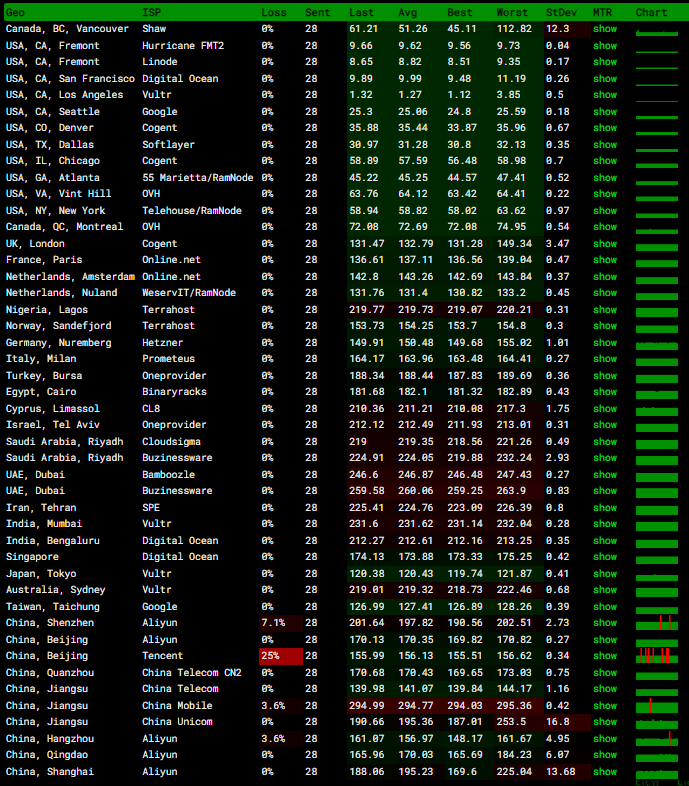 Geo ISP Loss Sent Last Avg Best Worst StDev MTR Chart
Canada, BC, Vancouver Shaw 0% 28 61.21 51.26 45.11 112.82 12.3 show
USA, CA, Fremont Hurricane FMT2 0% 28 9.66 9.62 9.56 9.73 0.04 show
USA, CA, Fremont Linode 0% 28 8.65 8.82 8.51 9.35 0.17 show
USA, CA, San Francisco Digital Ocean 0% 28 9.89 9.99 9.48 11.19 0.26 show
USA, CA, Los Angeles Vultr 0% 28 1.32 1.27 1.12 3.85 0.5 show
USA, CA, Seattle Google 0% 28 25.3 25.06 24.8 25.59 0.18 show
USA, CO, Denver Cogent 0% 28 35.88 35.44 33.87 35.96 0.67 show
USA, TX, Dallas Softlayer 0% 28 30.97 31.28 30.8 32.13 0.35 show
USA, IL, Chicago Cogent 0% 28 58.89 57.59 56.48 58.98 0.7 show
USA, GA, Atlanta 55 Marietta/RamNode 0% 28 45.22 45.25 44.57 47.41 0.52 show
USA, VA, Vint Hill OVH 0% 28 63.76 64.12 63.42 64.41 0.22 show
USA, NY, New York Telehouse/RamNode 0% 28 58.94 58.82 58.02 63.62 0.97 show
Canada, QC, Montreal OVH 0% 28 72.08 72.69 72.08 74.95 0.54 show
UK, London Cogent 0% 28 131.47 132.79 131.28 149.34 3.47 show
France, Paris Online.net 0% 28 136.61 137.11 136.56 139.04 0.47 show
Netherlands, Amsterdam Online.net 0% 28 142.8 143.26 142.69 143.84 0.37 show
Netherlands, Nuland WeservIT/RamNode 0% 28 131.76 131.4 130.82 133.2 0.45 show
Nigeria, Lagos Terrahost 0% 28 219.77 219.73 219.07 220.21 0.31 show
Norway, Sandefjord Terrahost 0% 28 153.73 154.25 153.7 154.8 0.3 show
Germany, Nuremberg Hetzner 0% 28 149.91 150.48 149.68 155.02 1.01 show
Italy, Milan Prometeus 0% 28 164.17 163.96 163.48 164.41 0.27 show
Turkey, Bursa Oneprovider 0% 28 188.34 188.44 187.83 189.69 0.36 show
Egypt, Cairo Binaryracks 0% 28 181.68 182.1 181.32 182.89 0.43 show
Cyprus, Limassol CL8 0% 28 210.36 211.21 210.08 217.3 1.75 show
Israel, Tel Aviv Oneprovider 0% 28 212.12 212.49 211.93 213.01 0.31 show
Saudi Arabia, Riyadh Cloudsigma 0% 28 219 219.35 218.56 221.26 0.49 show
Saudi Arabia, Riyadh Buzinessware 0% 28 224.91 224.05 219.88 232.24 2.93 show
UAE, Dubai Bamboozle 0% 28 246.6 246.87 246.48 247.43 0.27 show
UAE, Dubai Buzinessware 0% 28 259.58 260.06 259.25 263.9 0.83 show
Iran, Tehran SPE 0% 28 225.41 224.76 223.09 226.39 0.8 show
India, Mumbai Vultr 0% 28 231.6 231.62 231.14 232.04 0.28 show
India, Bengaluru Digital Ocean 0% 28 212.27 212.61 212.16 213.25 0.35 show
Singapore Digital Ocean 0% 28 174.13 173.88 173.33 175.25 0.42 show
Japan, Tokyo Vultr 0% 28 120.38 120.43 119.74 121.87 0.41 show
Australia, Sydney Vultr 0% 28 219.01 219.32 218.73 222.46 0.68 show
Taiwan, Taichung Google 0% 28 126.99 127.41 126.89 128.26 0.39 show
China, Shenzhen Aliyun 7.1% 28 201.64 197.82 190.56 202.51 2.73 show
China, Beijing Aliyun 0% 28 170.13 170.35 169.82 170.82 0.27 show
China, Beijing Tencent 25% 28 155.99 156.13 155.51 156.62 0.34 show
China, Quanzhou China Telecom CN2 0% 28 170.68 170.43 169.65 173.03 0.75 show
China, Jiangsu China Telecom 0% 28 139.98 141.07 139.84 144.17 1.16 show
China, Jiangsu China Mobile 3.6% 28 294.99 294.77 294.03 295.36 0.42 show
China, Jiangsu China Unicom 0% 28 190.66 195.36 187.01 253.5 16.8 show
China, Hangzhou Aliyun 3.6% 28 161.07 156.97 148.17 161.67 4.95 show
China, Qingdao Aliyun 0% 28 165.96 170.03 165.69 184.23 6.07 show
China, Shanghai Aliyun 0% 28 188.06 195.23 169.6 225.04 13.68 show